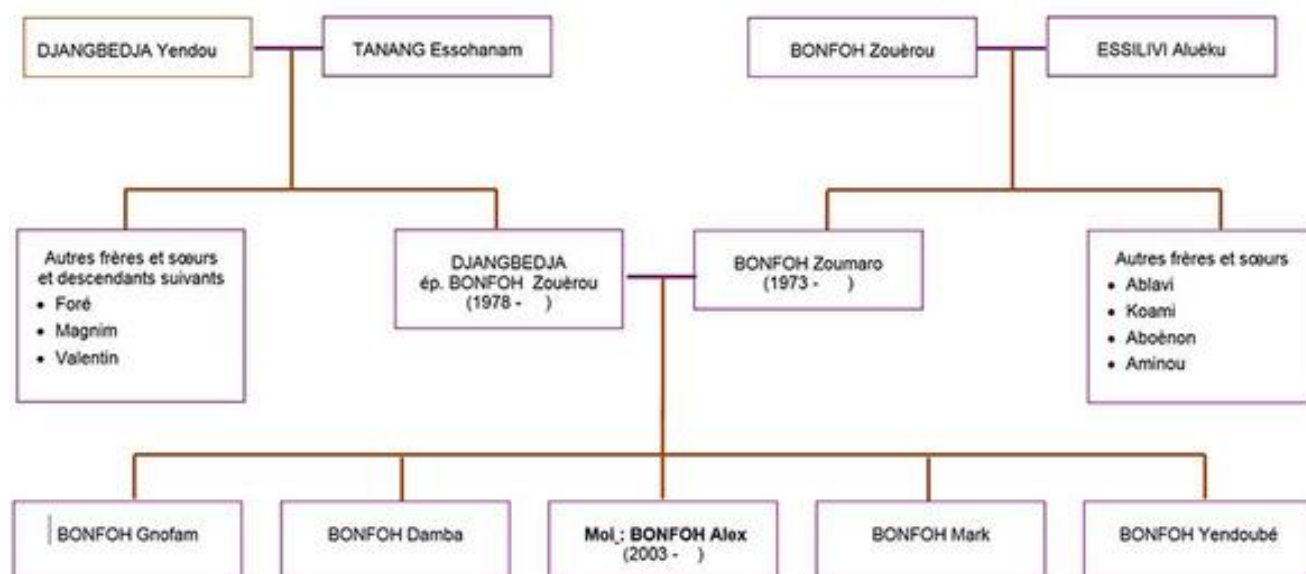 DJANGBEDJA Yendou
TANANG Essohanam
BONFOH Zouèrou
ESSILIVI Aluéku
Autres frères et sœurs
et descendants suivants
• Foré
• Magnim
• Valentin
DJANGBEDJA
ép. BONFOH Zouèrou
(1978 - )
BONFOH Zoumaro
(1973 - )
Autres frères et sœurs
• Ablavi
• Koami
• Aboènon
• Aminou
BONFOH Gnofam
BONFOH Damba
Moi : BONFOH Alex
(2003 - )
BONFOH Mark
BONFOH Yendoubé